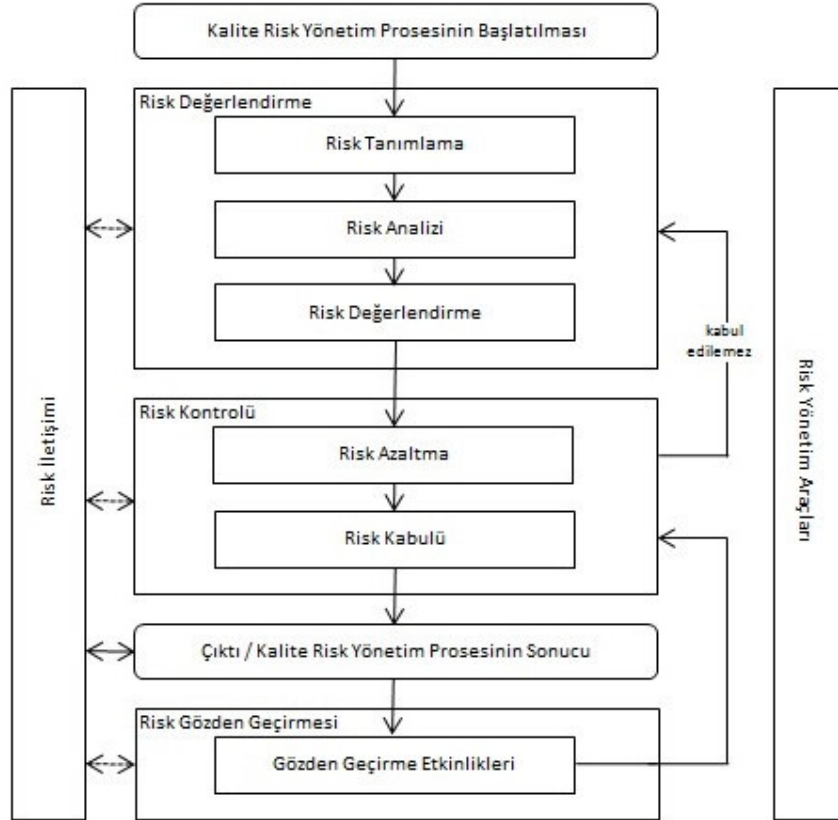 Kalite Risk Yönetim Prosesinin Başlatılması
Risk Değerlendirme
Risk Tanımlama
Risk Analizi
Risk Değerlendirme
kabul
edilemez
Risk Kontrolü
Risk Azaltma
Risk Kabulü
Çıktı / Kalite Risk Yönetim Prosesinin Sonucu
Risk Gözden Geçirmesi
Gözden Geçirme Etkinlikleri
Risk İletişimi
Risk Yönetim Araçları